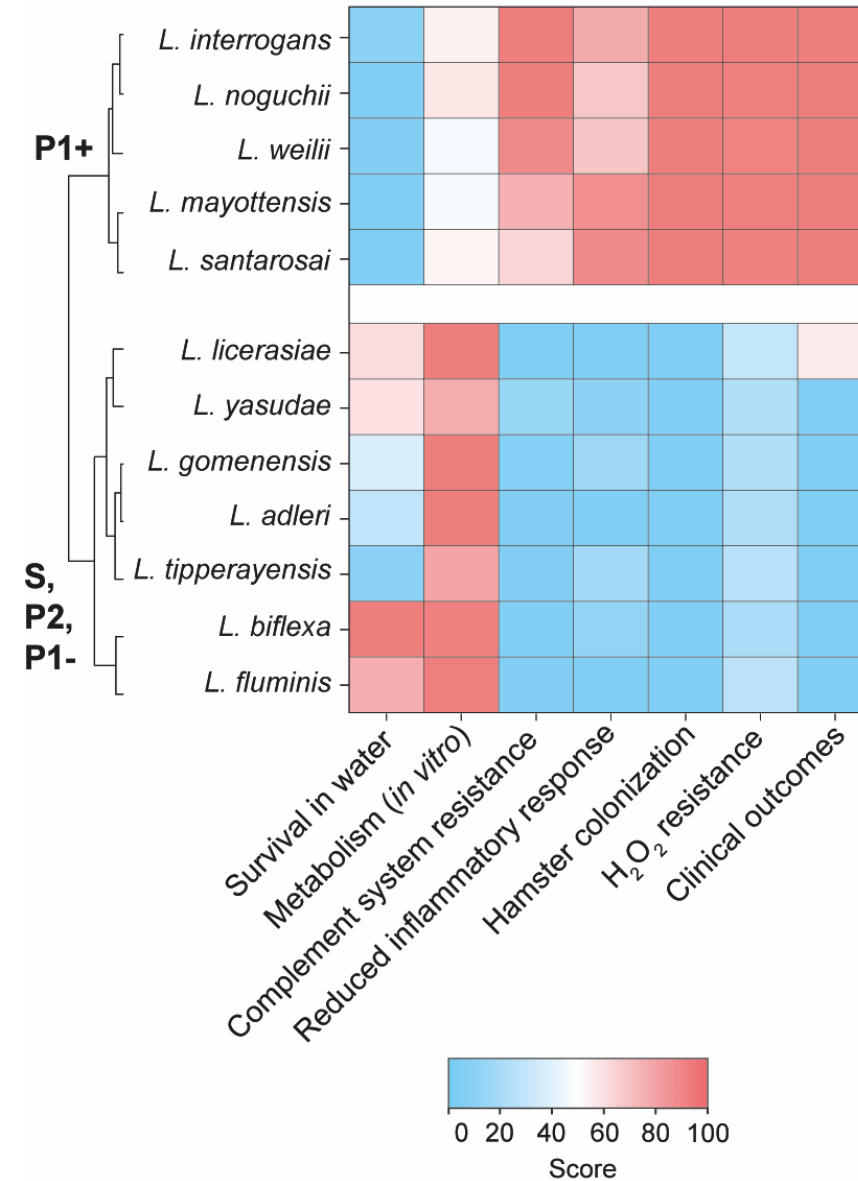 P1+
L. interrogans
L. noguchii
L. weilii
L. mayottensis
L. santarosai
S,
P2,
P1-
L. licerasiae
L. yasudae
L. gomenensis
L. adleri
L. tipperayensis
L. biflexa
L. fluminis
Survival in water
Metabolism (in vitro)
Complement system resistance
Reduced inflammatory response
Hamster colonization
H₂O₂ resistance
Clinical outcomes
0 20 40 60 80 100
Score